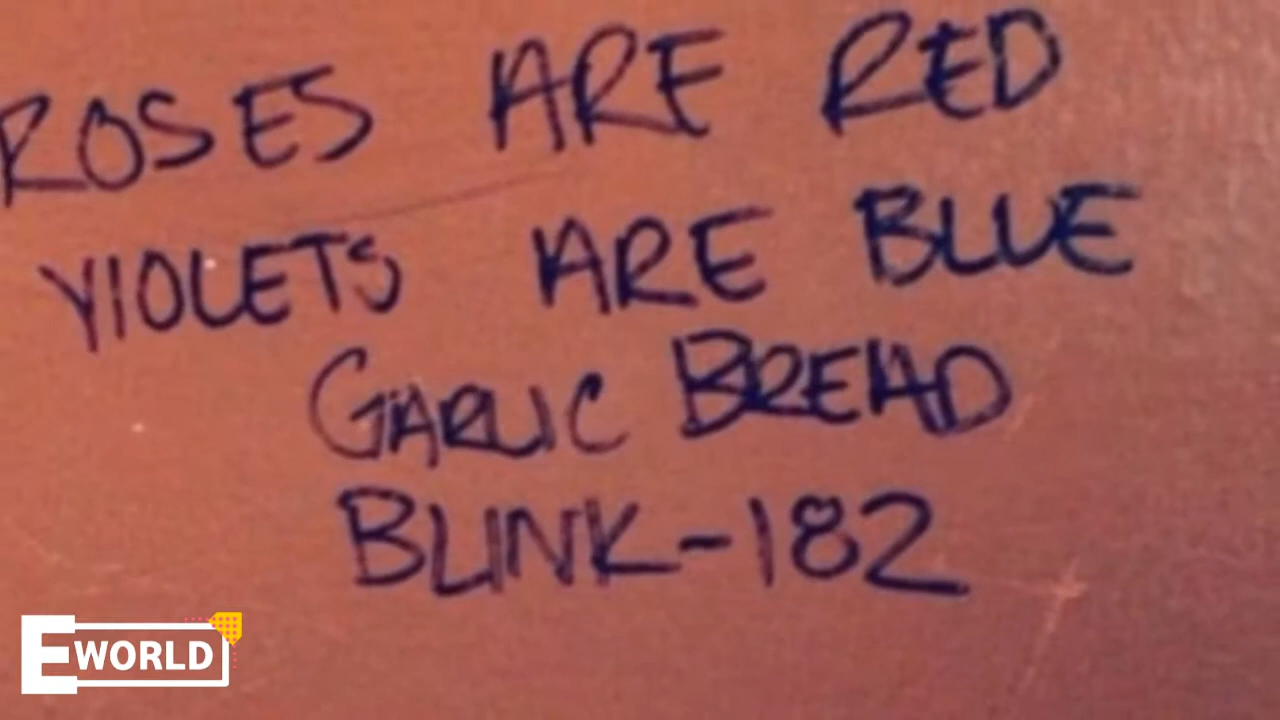 ROSES ARE RED
VIOLETS ARE BLUE
GARLIC BREAD
BLINK-182
EWORLD